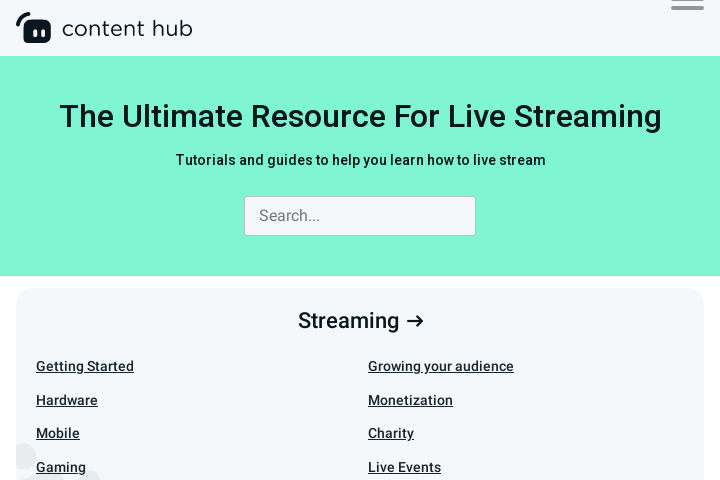 content hub
The Ultimate Resource For Live Streaming
Tutorials and guides to help you learn how to live stream
Search...
Streaming →
Getting Started
Growing your audience
Hardware
Monetization
Mobile
Charity
Gaming
Live Events